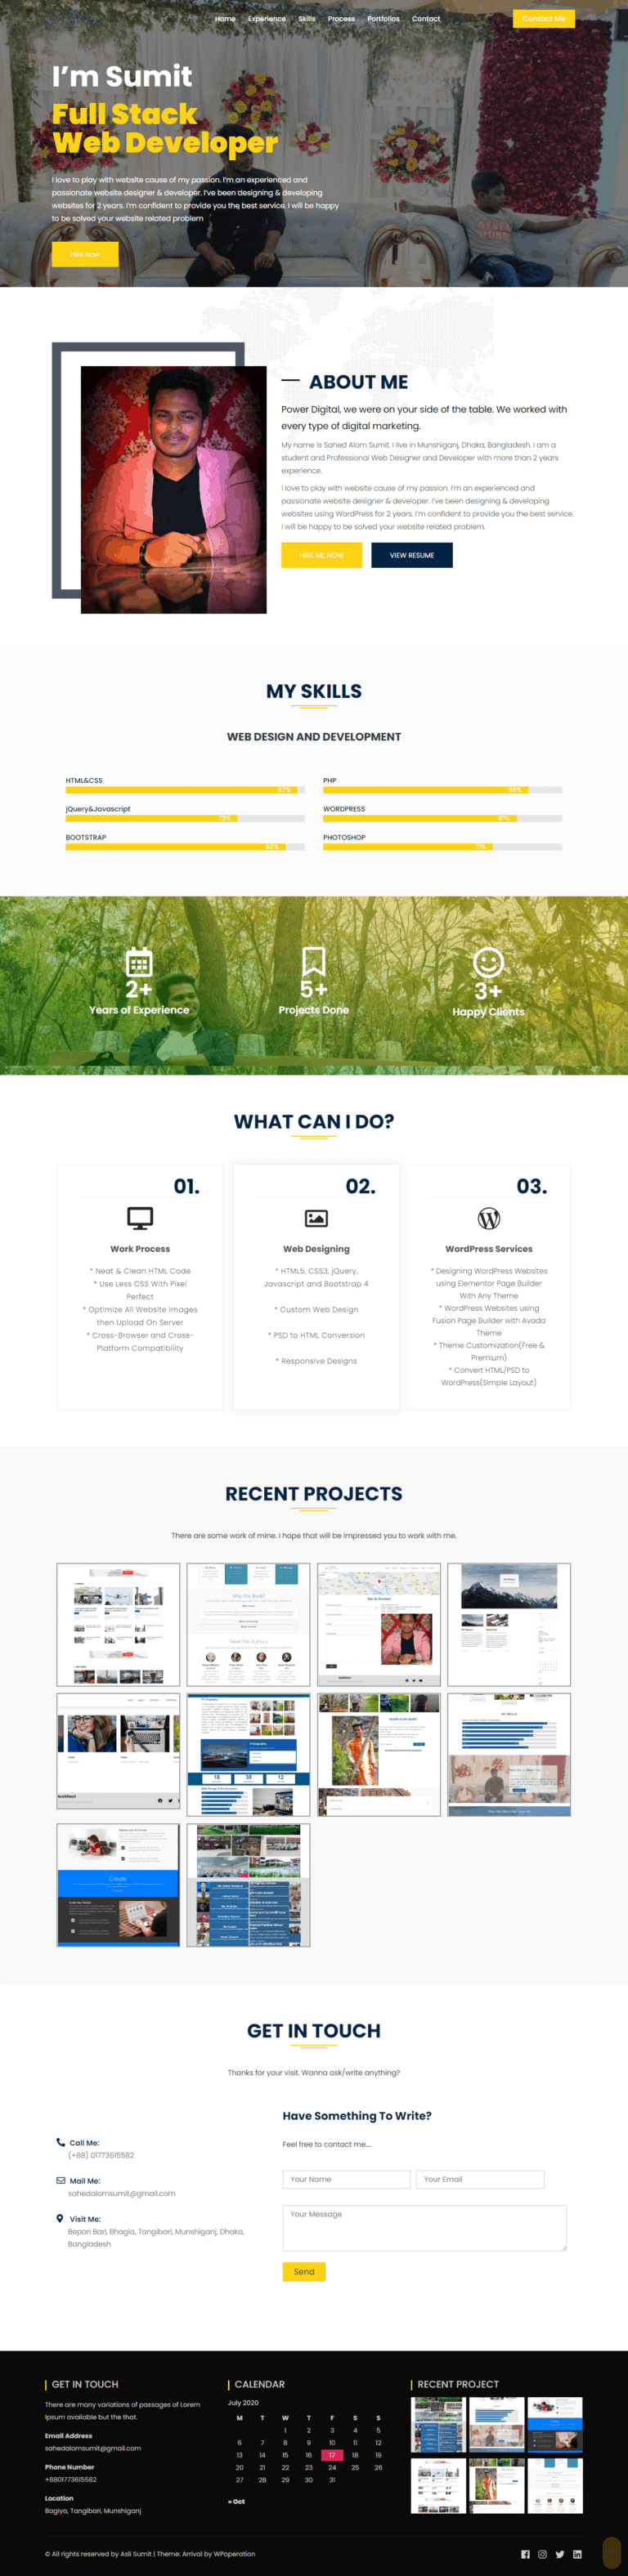 Home Experience Skills Process Portfolios Contact
Contact Me
I'm Sumit
Full Stack
Web Developer
I love to play with website cause of my passion. I'm an experienced and
passionate website designer & developer. I've been designing & developing
websites for 2 years. I'm confident to provide you the best service. I will be happy
to be solved your website related problem
Hire Now
NEVER
MIND
ABOUT ME
Power Digital, we were on your side of the table. We worked with
every type of digital marketing.
My name is Sahed Alom Sumit. I live in Munshiganj, Dhaka, Bangladesh. I am a
student and Professional Web Designer and Developer with more than 2 years
experience.
I love to play with website cause of my passion. I'm an experienced and
passionate website designer & developer. I've been designing & developing
websites using WordPress for 2 years. I'm confident to provide you the best service.
I will be happy to be solved your website related problem.
HIRE ME NOW
VIEW RESUME
MY SKILLS
WEB DESIGN AND DEVELOPMENT
HTML&CSS
97%
PHP
86%
jQuery&Javascript
72%
WORDPRESS
81%
BOOTSTRAP
92%
PHOTOSHOP
71%
2+
Years of Experience
5+
Projects Done
3+
Happy Clients
WHAT CAN I DO?
01.
Work Process
* Neat & Clean HTML Code
* Use Less CSS With Pixel
Perfect
* Optimize All Website Images
then Upload On Server
* Cross-Browser and Cross-
Platform Compatibility
02.
Web Designing
* HTML5, CSS3, jQuery,
Javascript and Bootstrap 4
* Custom Web Design
* PSD to HTML Conversion
* Responsive Designs
03.
WordPress Services
* Designing WordPress Websites
using Elementor Page Builder
With Any Theme
* WordPress Websites using
Fusion Page Builder with Avada
Theme
* Theme Customization(Free &
Premium)
* Convert HTML/PSD to
WordPress(Simple Layout)
RECENT PROJECTS
There are some work of mine. I hope that will be impressed you to work with me.
Why This Book?
Meet The Authors
Get In Touch
18 35 12
MY SKILLS
Create
GET IN TOUCH
Thanks for your visit. Wanna ask/write anything?
Call Me:
(+88) 01773615582
Mail Me:
sahedalomsumit@gmail.com
Visit Me:
Bepari Bari, Bhagia, Tangibari, Munshiganj, Dhaka,
Bangladesh
Have Something To Write?
Feel free to contact me...
Your Name
Your Email
Your Message
Send
GET IN TOUCH
There are many variations of passages of Lorem
Ipsum available but the that.
Email Address
sahedalomsumit@gmail.com
Phone Number
+8801773615582
Location
Bagiya, Tangibari, Munshiganj
CALENDAR
July 2020
M T W T F S S
1 2 3 4 5
6 7 8 9 10 11 12
13 14 15 16 17 18 19
20 21 22 23 24 25 26
27 28 29 30 31
« Oct
RECENT PROJECT
© All rights reserved by Asli Sumit | Theme: Arrival by WPoperation